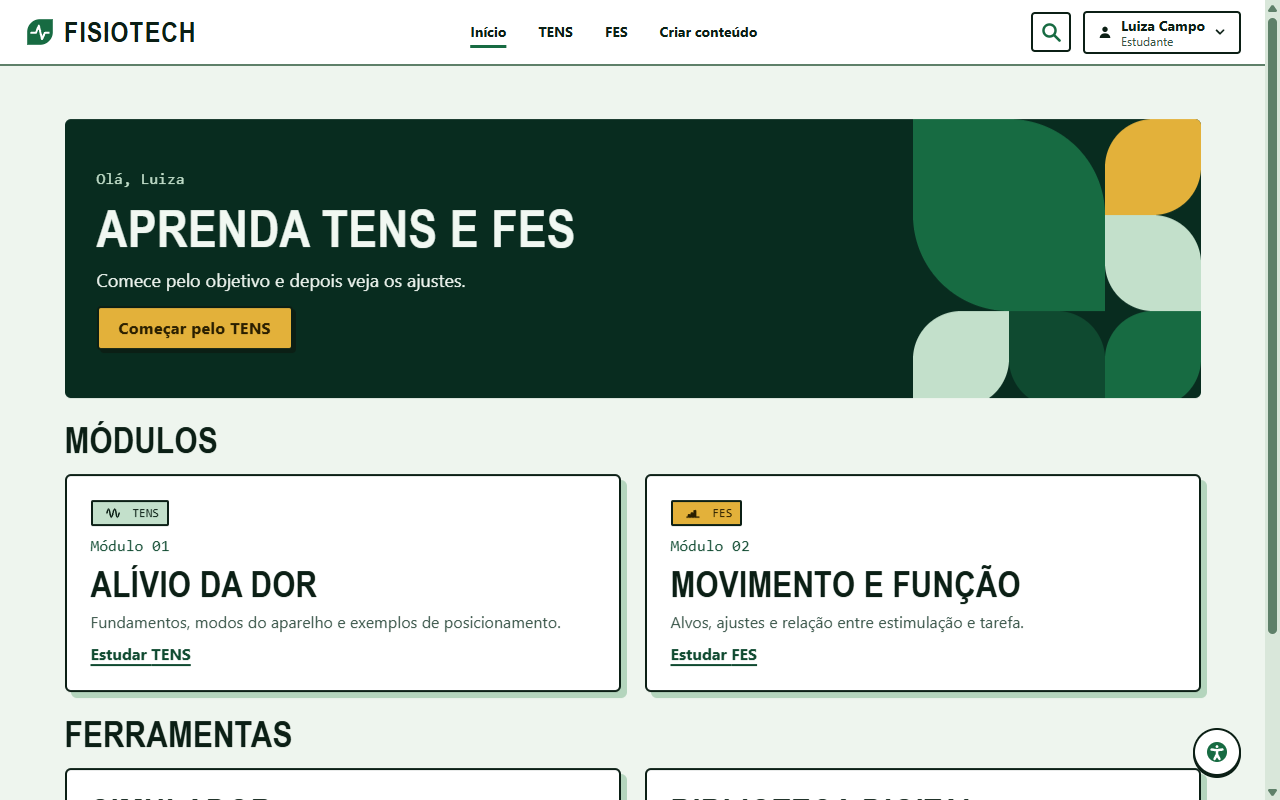 FISIOTECH
Início
TENS
FES
Criar conteúdo
Luiza Campo
Estudante
Olá, Luiza
APRENDA TENS E FES
Comece pelo objetivo e depois veja os ajustes.
Começar pelo TENS
MÓDULOS
TENS
Módulo 01
ALÍVIO DA DOR
Fundamentos, modos do aparelho e exemplos de posicionamento.
Estudar TENS
FES
Módulo 02
MOVIMENTO E FUNÇÃO
Alvos, ajustes e relação entre estimulação e tarefa.
Estudar FES
FERRAMENTAS